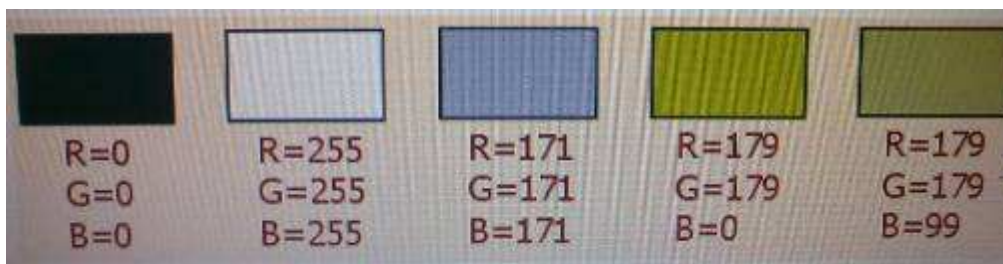 R=0 R=255 R=171 R=179 R=179
G=0 G=255 G=171 G=179 G=179
B=0 B=255 B=171 B=0 B=99